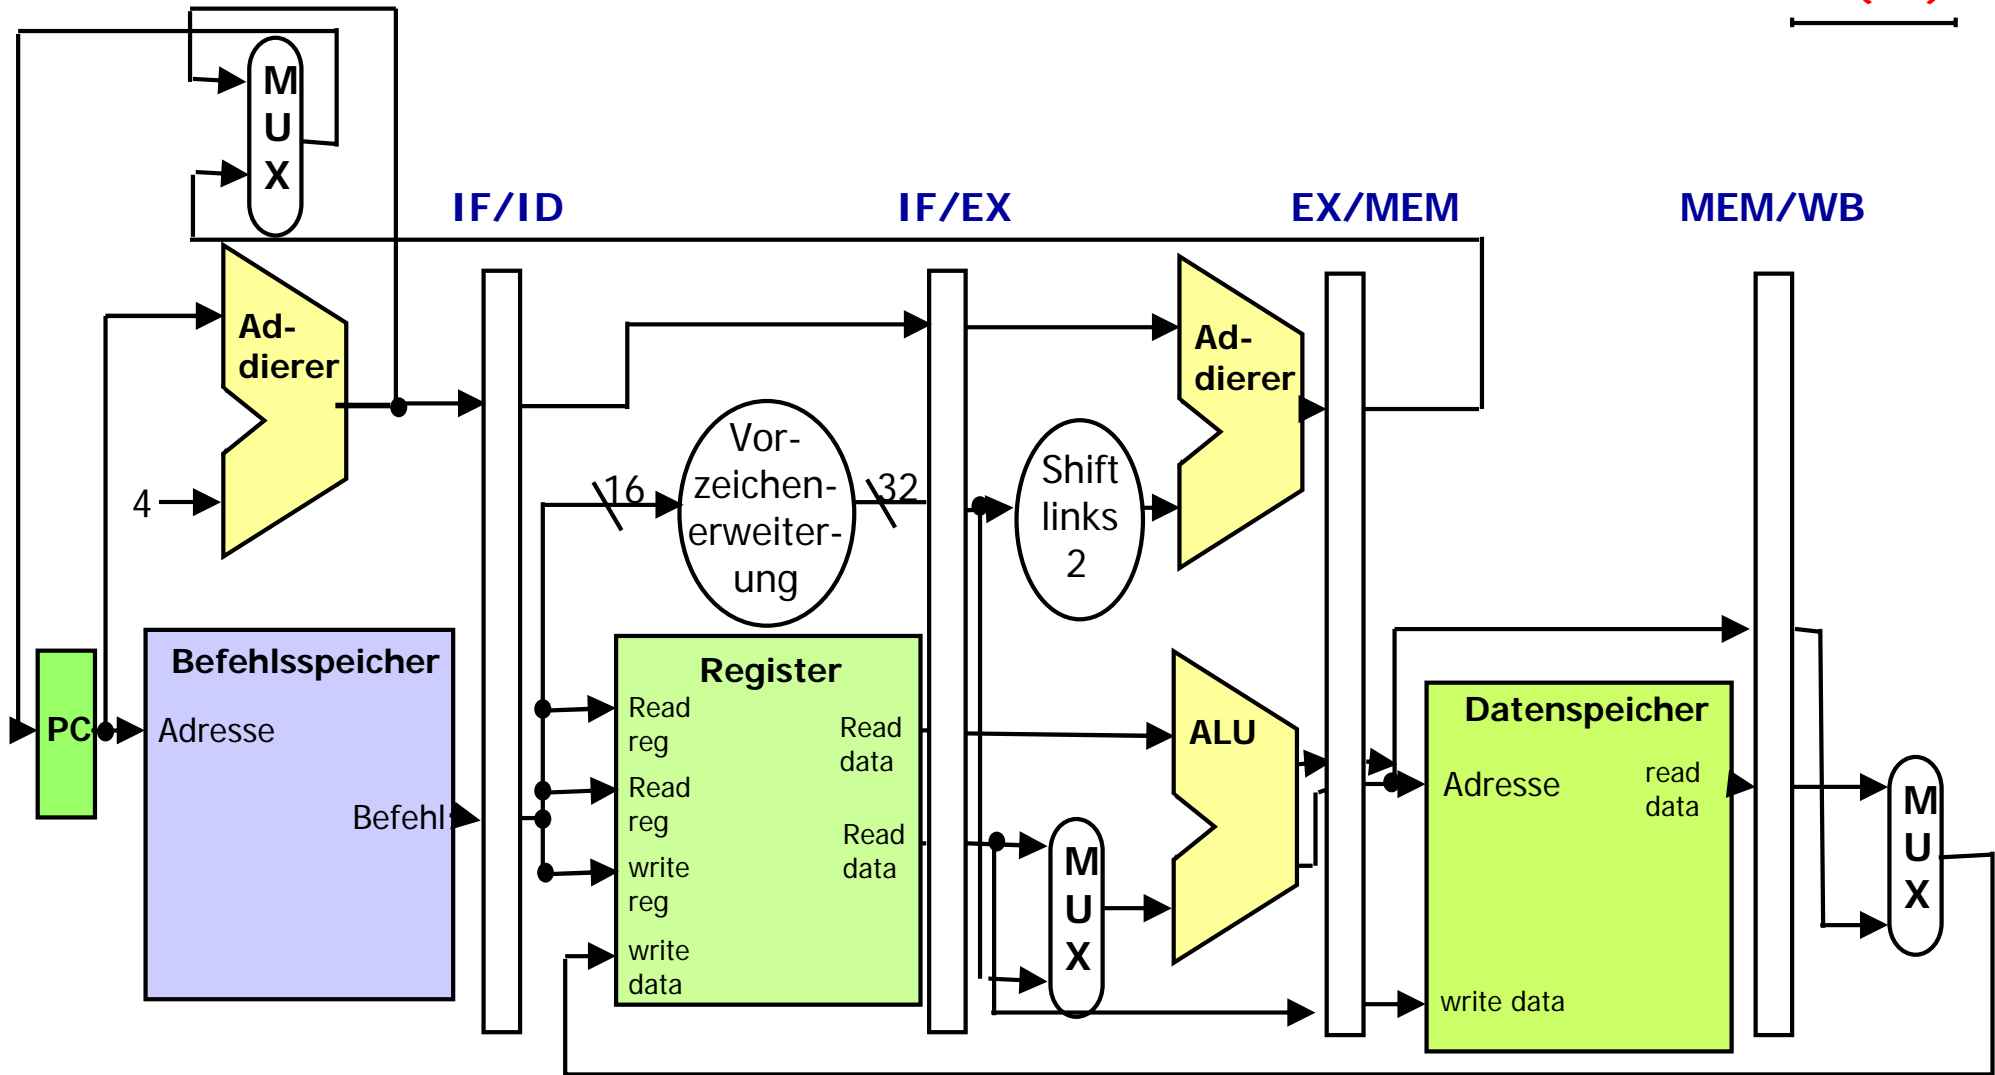 M
U
X
IF/ID
IF/EX
EX/MEM
MEM/WB
Ad-
dierer
4
16
Vor-
zeichen-
erweiter-
ung
32
Shift
links
2
Ad-
dierer
PC
Befehlsspeicher
Adresse
Befehl
Register
Read
reg
Read
reg
write
reg
write
data
Read
data
Read
data
M
U
X
ALU
Datenspeicher
Adresse
read
data
write data
M
U
X